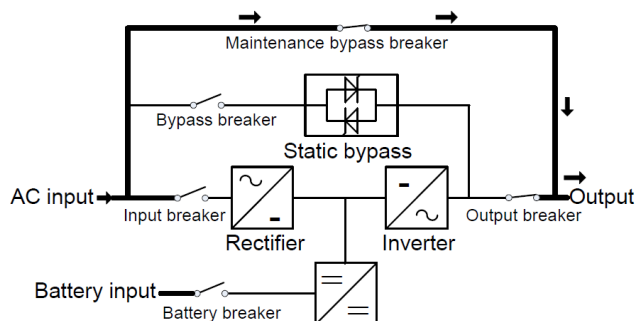 Maintenance bypass breaker
Bypass breaker
Static bypass
AC input
Input breaker
Rectifier
Inverter
Output breaker
Output
Battery input
Battery breaker